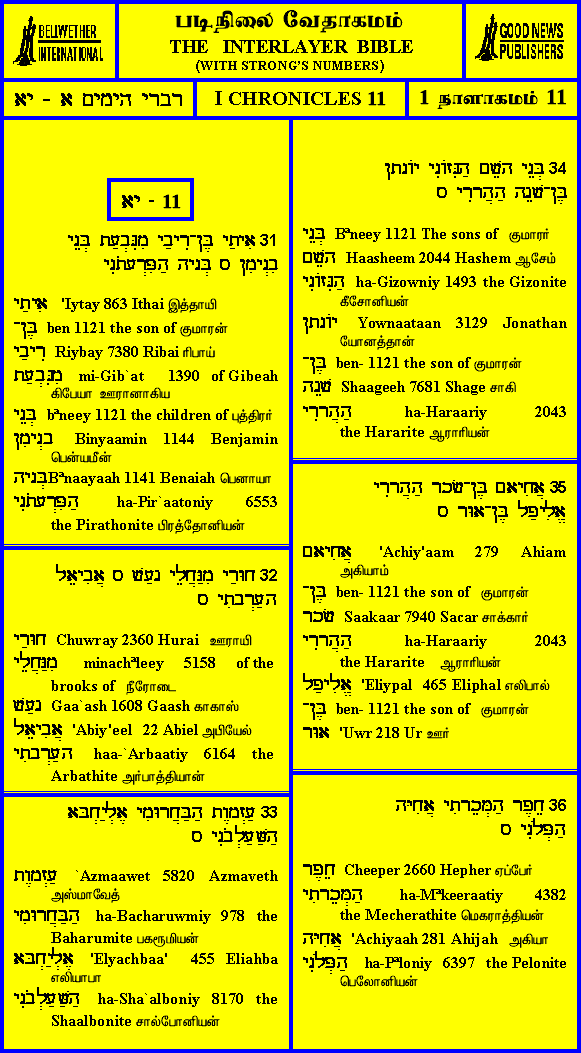 BELLWETHER
INTERNATIONAL
படிநிலை வேதாகமம்
THE INTERLAYER BIBLE
(WITH STRONG'S NUMBERS)
GOOD NEWS
PUBLISHERS
דברי הימים א - יא
I CHRONICLES 11
1 நாளாகமம் 11
יא - 11
31 אִיתַי בֶּן־רִיבַי מִגִּבְעַת בְּנֵי
בִנְיָמִן ס בְּנָיָה הַפִּרְעָתֹנִי
אִיתַי 'Iytay 863 Ithai இத்தாயி
בֶּן־ ben 1121 the son of குமாரன்
רִיבַי Riybay 7380 Ribai ரிபாய்
מִגִּבְעַת mi-Gib`at 1390 of Gibeah
கிபேயா ஊரானாகிய
בְּנֵי bªneey 1121 the children of புத்திரர்
בִנְיָמִן Binyaamin 1144 Benjamin
பென்யமீன்
בְּנָיָה Bªnaayaah 1141 Benaiah பெனாயா
הַפִּרְעָתֹנִי ha-Pir`aatoniy 6553
the Pirathonite பிரத்தோனியன்
32 חוּרַי מִנַּחֲלֵי גָעַשׁ ס אֲבִיאֵל
הָעַרְבָתִי ס
חוּרַי Chuwray 2360 Hurai ஊராயி
מִנַּחֲלֵי minachªleey 5158 of the
brooks of நீரோடை
גָעַשׁ Gaa`ash 1608 Gaash காகாஸ்
אֲבִיאֵל 'Abiy'eel 22 Abiel அபியேல்
הָעַרְבָתִי haa-`Arbaatiy 6164 the
Arbathite அர்பாத்தியான்
33 עַזְמָוֶת הַבַּחֲרוּמִי אֶלְיַחְבָּא
הַשַּׁעַלְבֹנִי ס
עַזְמָוֶת `Azmaawet 5820 Azmaveth
அஸ்மாவேத்
הַבַּחֲרוּמִי ha-Bacharuwmiy 978 the
Baharumite பகரூமியன்
אֶלְיַחְבָּא 'Elyachbaa' 455 Eliahba
எலியாபா
הַשַּׁעַלְבֹנִי ha-Sha`alboniy 8170 the
Shaalbonite சால்போனியன்
34 בְּנֵי הָשֵׁם הַגִּזוֹנִי יוֹנָתָן
בֶּן־שָׁגֵה הַהֲרָרִי ס
בְּנֵי Bªneey 1121 The sons of குமாரர்
הָשֵׁם Haasheem 2044 Hashem ஆசேம்
הַגִּזוֹנִי ha-Gizowniy 1493 the Gizonite
கீசோனியன்
יוֹנָתָן Yownaataan 3129 Jonathan
யோனத்தான்
בֶּן־ ben- 1121 the son of குமாரன்
שָׁגֵה Shaageeh 7681 Shage சாகி
הַהֲרָרִי ha-Haraariy 2043
the Hararite ஆராரியன்
35 אֲחִיאָם בֶּן־שָׂכָר הַהֲרָרִי
אֱלִיפַל בֶּן־אוּר ס
אֲחִיאָם 'Achiy'aam 279 Ahiam
அகியாம்
בֶּן־ ben- 1121 the son of குமாரன்
שָׂכָר Saakaar 7940 Sacar சாக்கார்
הַהֲרָרִי ha-Haraariy 2043
the Hararite ஆராரியன்
אֱלִיפַל 'Eliypal 465 Eliphal எலிபால்
בֶּן־ ben- 1121 the son of குமாரன்
אוּר 'Uwr 218 Ur ஊர்
36 חֵפֶר הַמְּכֵרָתִי אֲחִיָּה
הַפְּלֹנִי ס
חֵפֶר Cheeper 2660 Hepher ஏப்பேர்
הַמְּכֵרָתִי ha-Mªkeeraatiy 4382
the Mecherathite மெகராத்தியன்
אֲחִיָּה 'Achiyaah 281 Ahijah அகியா
הַפְּלֹנִי ha-Pªloniy 6397 the Pelonite
பெலோனியன்